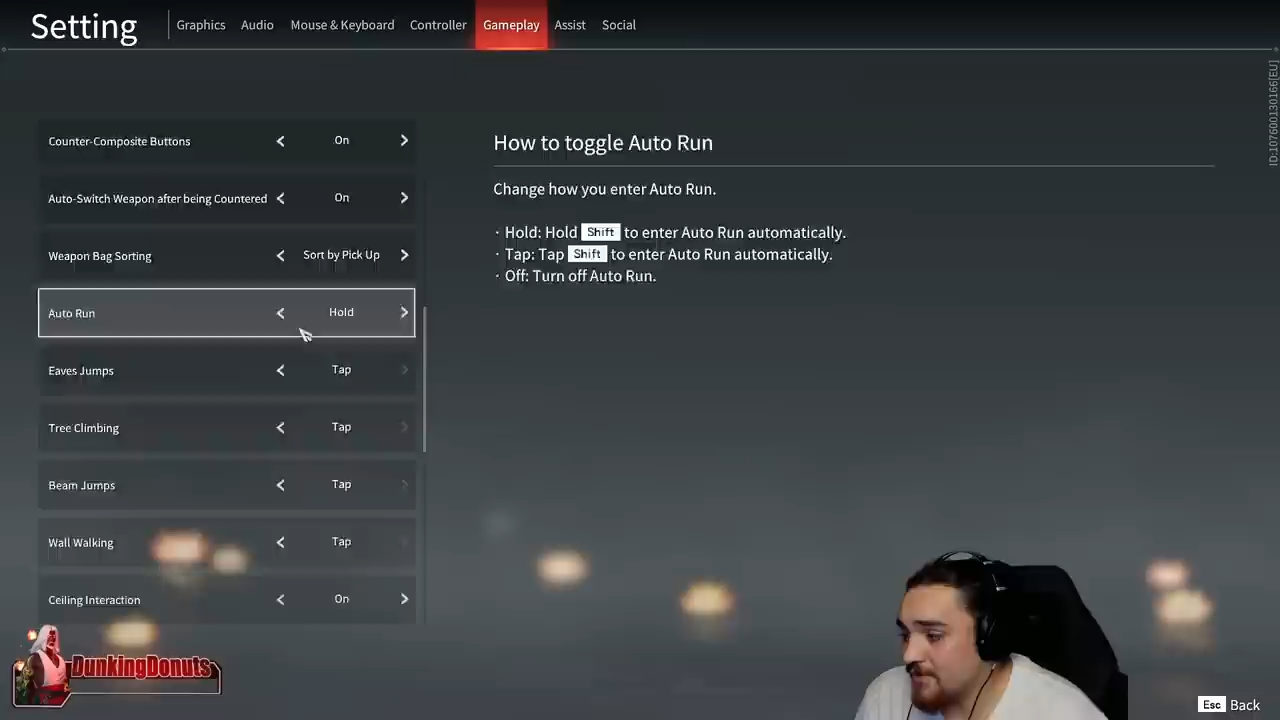 Setting
Graphics
Audio
Mouse & Keyboard
Controller
Gameplay
Assist
Social
Counter-Composite Buttons
On
Auto-Switch Weapon after being Countered
On
Weapon Bag Sorting
Sort by Pick Up
Auto Run
Hold
Eaves Jumps
Tap
Tree Climbing
Tap
Beam Jumps
Tap
Wall Walking
Tap
Ceiling Interaction
On
How to toggle Auto Run
Change how you enter Auto Run.
· Hold: Hold Shift to enter Auto Run automatically.
· Tap: Tap Shift to enter Auto Run automatically.
· Off: Turn off Auto Run.
ID:107600130166[EU]
DunkingDonuts
Esc Back